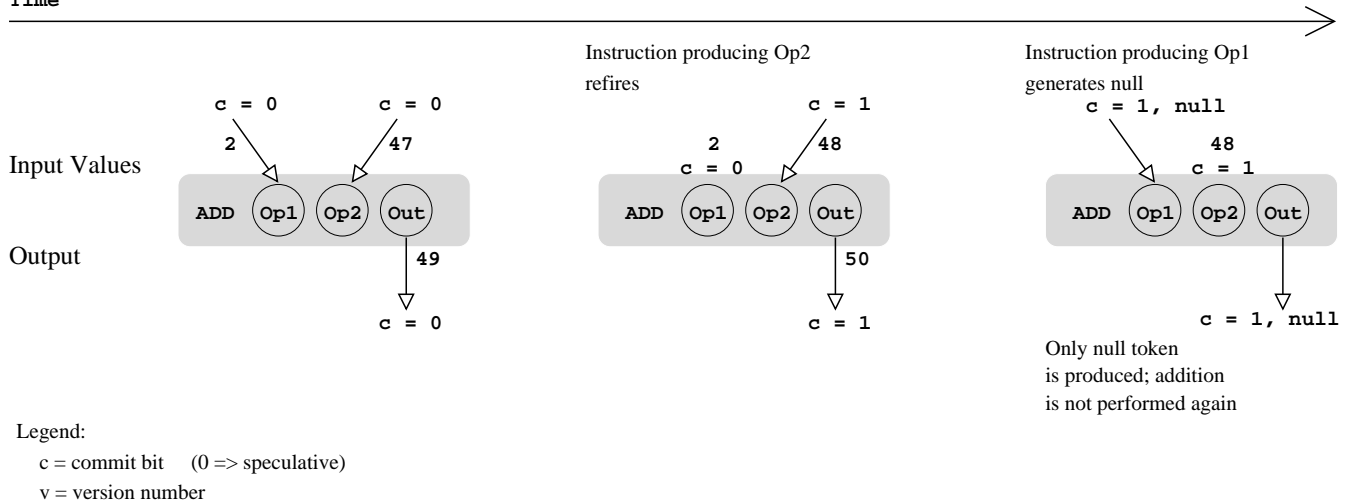 Time
Instruction producing Op2
refires
Instruction producing Op1
generates null
c = 0 c = 0
c = 1
c = 1, null
2 47
2 48
48
Input Values
c = 0
c = 1
ADD Op1 Op2 Out
ADD Op1 Op2 Out
ADD Op1 Op2 Out
Output
49
50
c = 0
c = 1
c = 1, null
Only null token
is produced; addition
is not performed again
Legend:
c = commit bit (0 => speculative)
v = version number